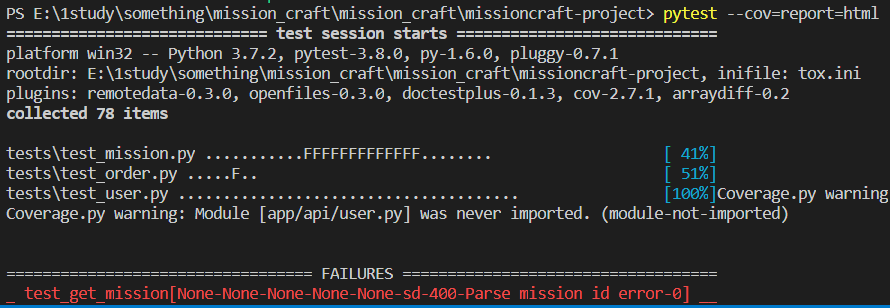 PS E:\1study\something\mission_craft\mission_craft\missioncraft-project> pytest --cov=report=html
============================= test session starts =============================
platform win32 -- Python 3.7.2, pytest-3.8.0, py-1.6.0, pluggy-0.7.1
rootdir: E:\1study\something\mission_craft\mission_craft\missioncraft-project, inifile: tox.ini
plugins: remotedata-0.3.0, openfiles-0.3.0, doctestplus-0.1.3, cov-2.7.1, arraydiff-0.2
collected 78 items
tests\test_mission.py ...........FFFFFFFFFFFFF........ [ 41%]
tests\test_order.py .....F.. [ 51%]
tests\test_user.py ...................................... [100%]Coverage.py warning
Coverage.py warning: Module [app/api/user.py] was never imported. (module-not-imported)
================================== FAILURES ===================================
_ test_get_mission[None-None-None-None-None-sd-400-Parse mission id error-0] __